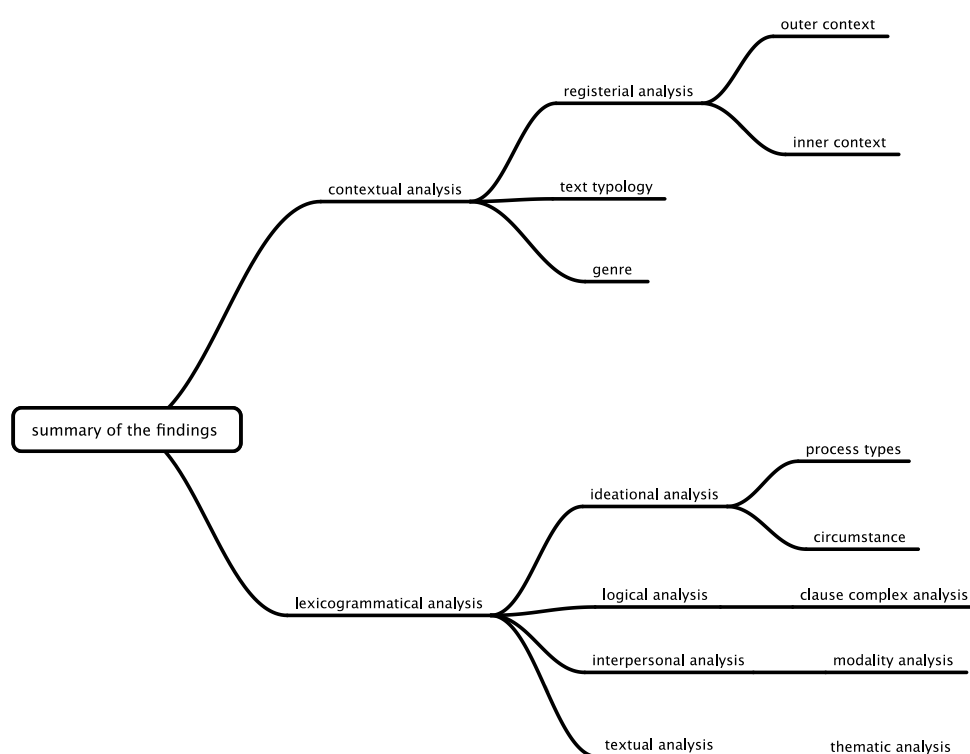 outer context
registerial analysis
inner context
contextual analysis
text typology
genre
summary of the findings
process types
ideational analysis
circumstance
lexicogrammatical analysis
logical analysis
clause complex analysis
interpersonal analysis
modality analysis
textual analysis
thematic analysis